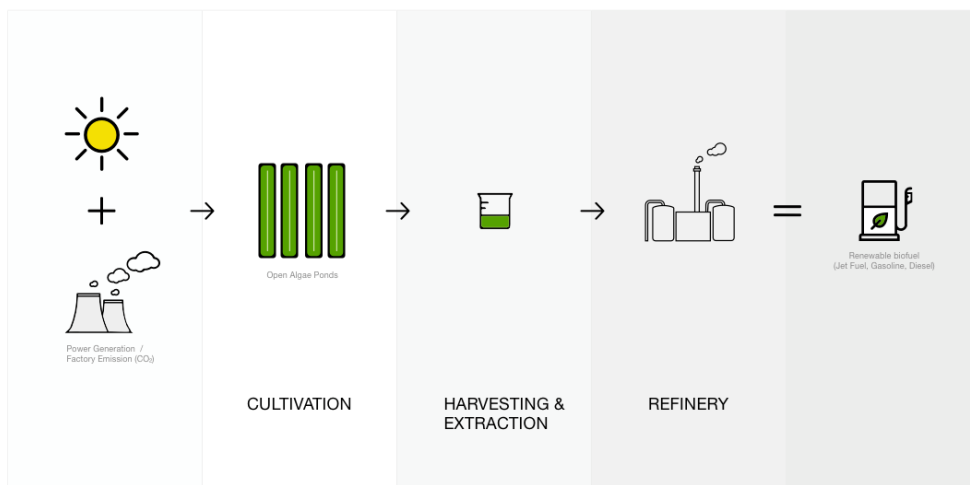 Power Generation /
Factory Emission (CO₂)
Open Algae Ponds
CULTIVATION
HARVESTING &
EXTRACTION
REFINERY
Renewable biofuel
(Jet Fuel, Gasoline, Diesel)